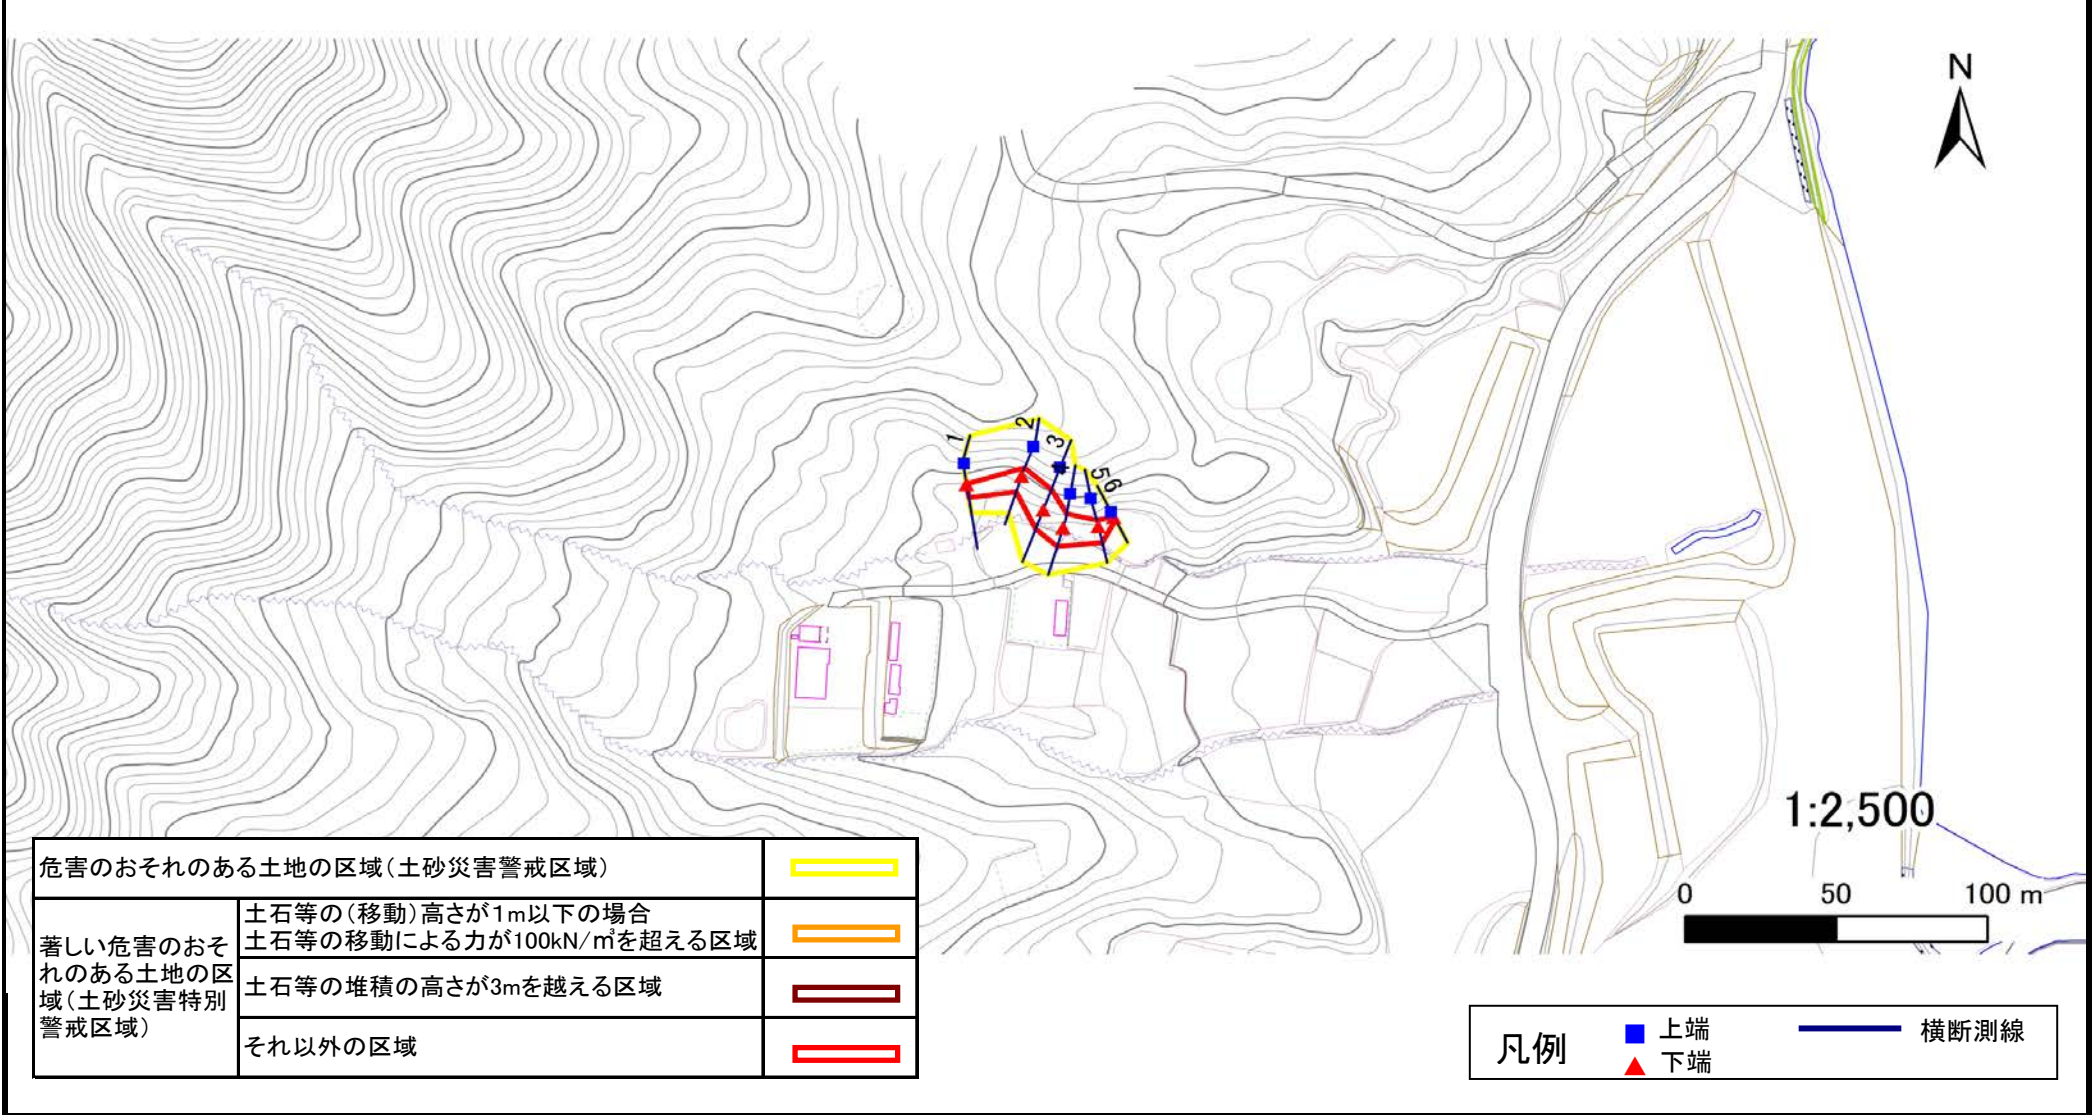 N
1
2
3
4
5
6
1:2,500
0 50 100 m
危害のおそれのある土地の区域(土砂災害警戒区域)
著しい危害のおそ
れのある土地の区
域(土砂災害特別
警戒区域)
土石等の(移動)高さが1m以下の場合
土石等の移動による力が100kN/㎡を超える区域
土石等の堆積の高さが3mを越える区域
それ以外の区域
凡例
上端
下端
横断測線